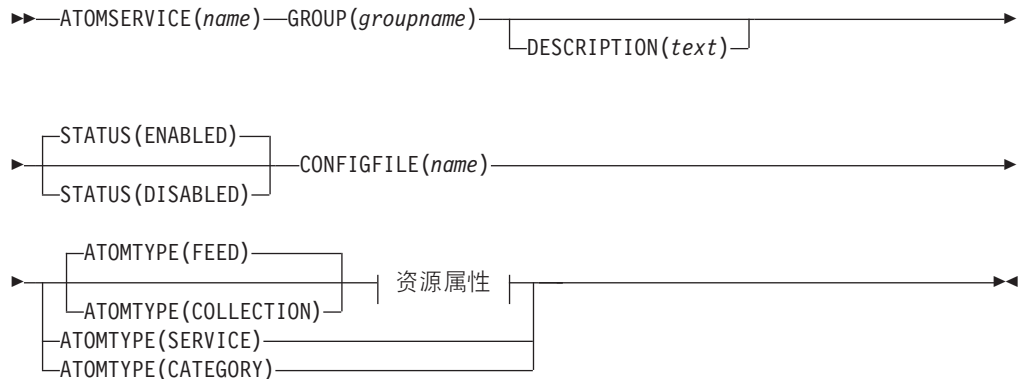 ATOMSERVICE(name) GROUP(groupname)
DESCRIPTION(text)
STATUS(ENABLED)
CONFIGFILE(name)
STATUS(DISABLED)
ATOMTYPE(FEED)
资源属性
ATOMTYPE(COLLECTION)
ATOMTYPE(SERVICE)
ATOMTYPE(CATEGORY)